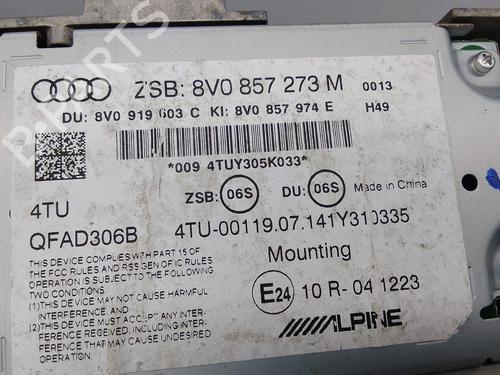 ZSB: 8V0 857 273 M 0013
DU: 8V0 919 603 C KI: 8V0 857 974 E H49
*009 4TUY305K033*
ZSB: 06S DU: 06S Made in China
4TU
4TU-00119.07.141Y310335
QFAD306B
Mounting
THIS DEVICE COMPLIES WITH PART 15 OF
THE FCC RULES AND RSS GEN OF IC RULES
OPERATION IS SUBJECT TO THE FOLLOWING
TWO CONDITIONS:
(1)THIS DEVICE MAY NOT CAUSE HARMFUL
INTERFERENCE, AND
(2)THIS DEVICE MUST ACCEPT ANY INTER-
FERENCE RECEIVED, INCLUDING INTER-
FERENCE THAT MAY CAUSE UNDESIRED
OPERATION.
E24 10 R-04 1223
ALPINE